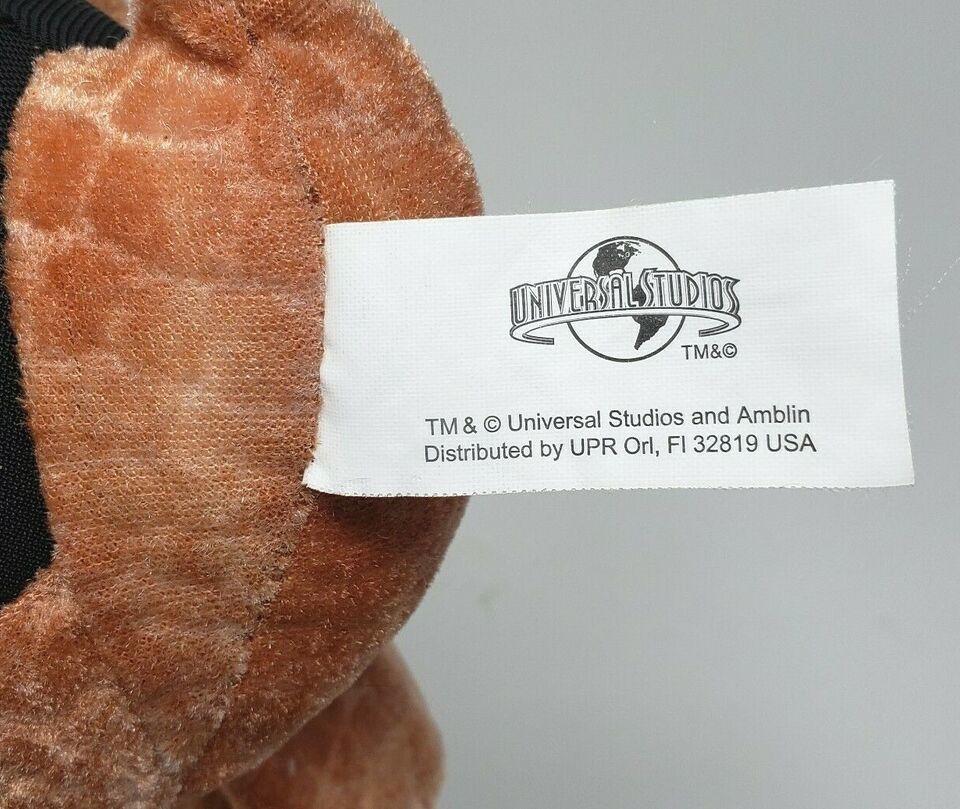 UNIVERSAL STUDIOS
TM&©
TM & © Universal Studios and Amblin
Distributed by UPR Orl, Fl 32819 USA